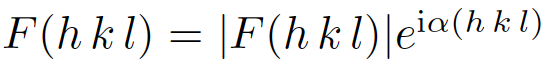 F(h k l) = |F(h k l)|e^{iα(h k l)}